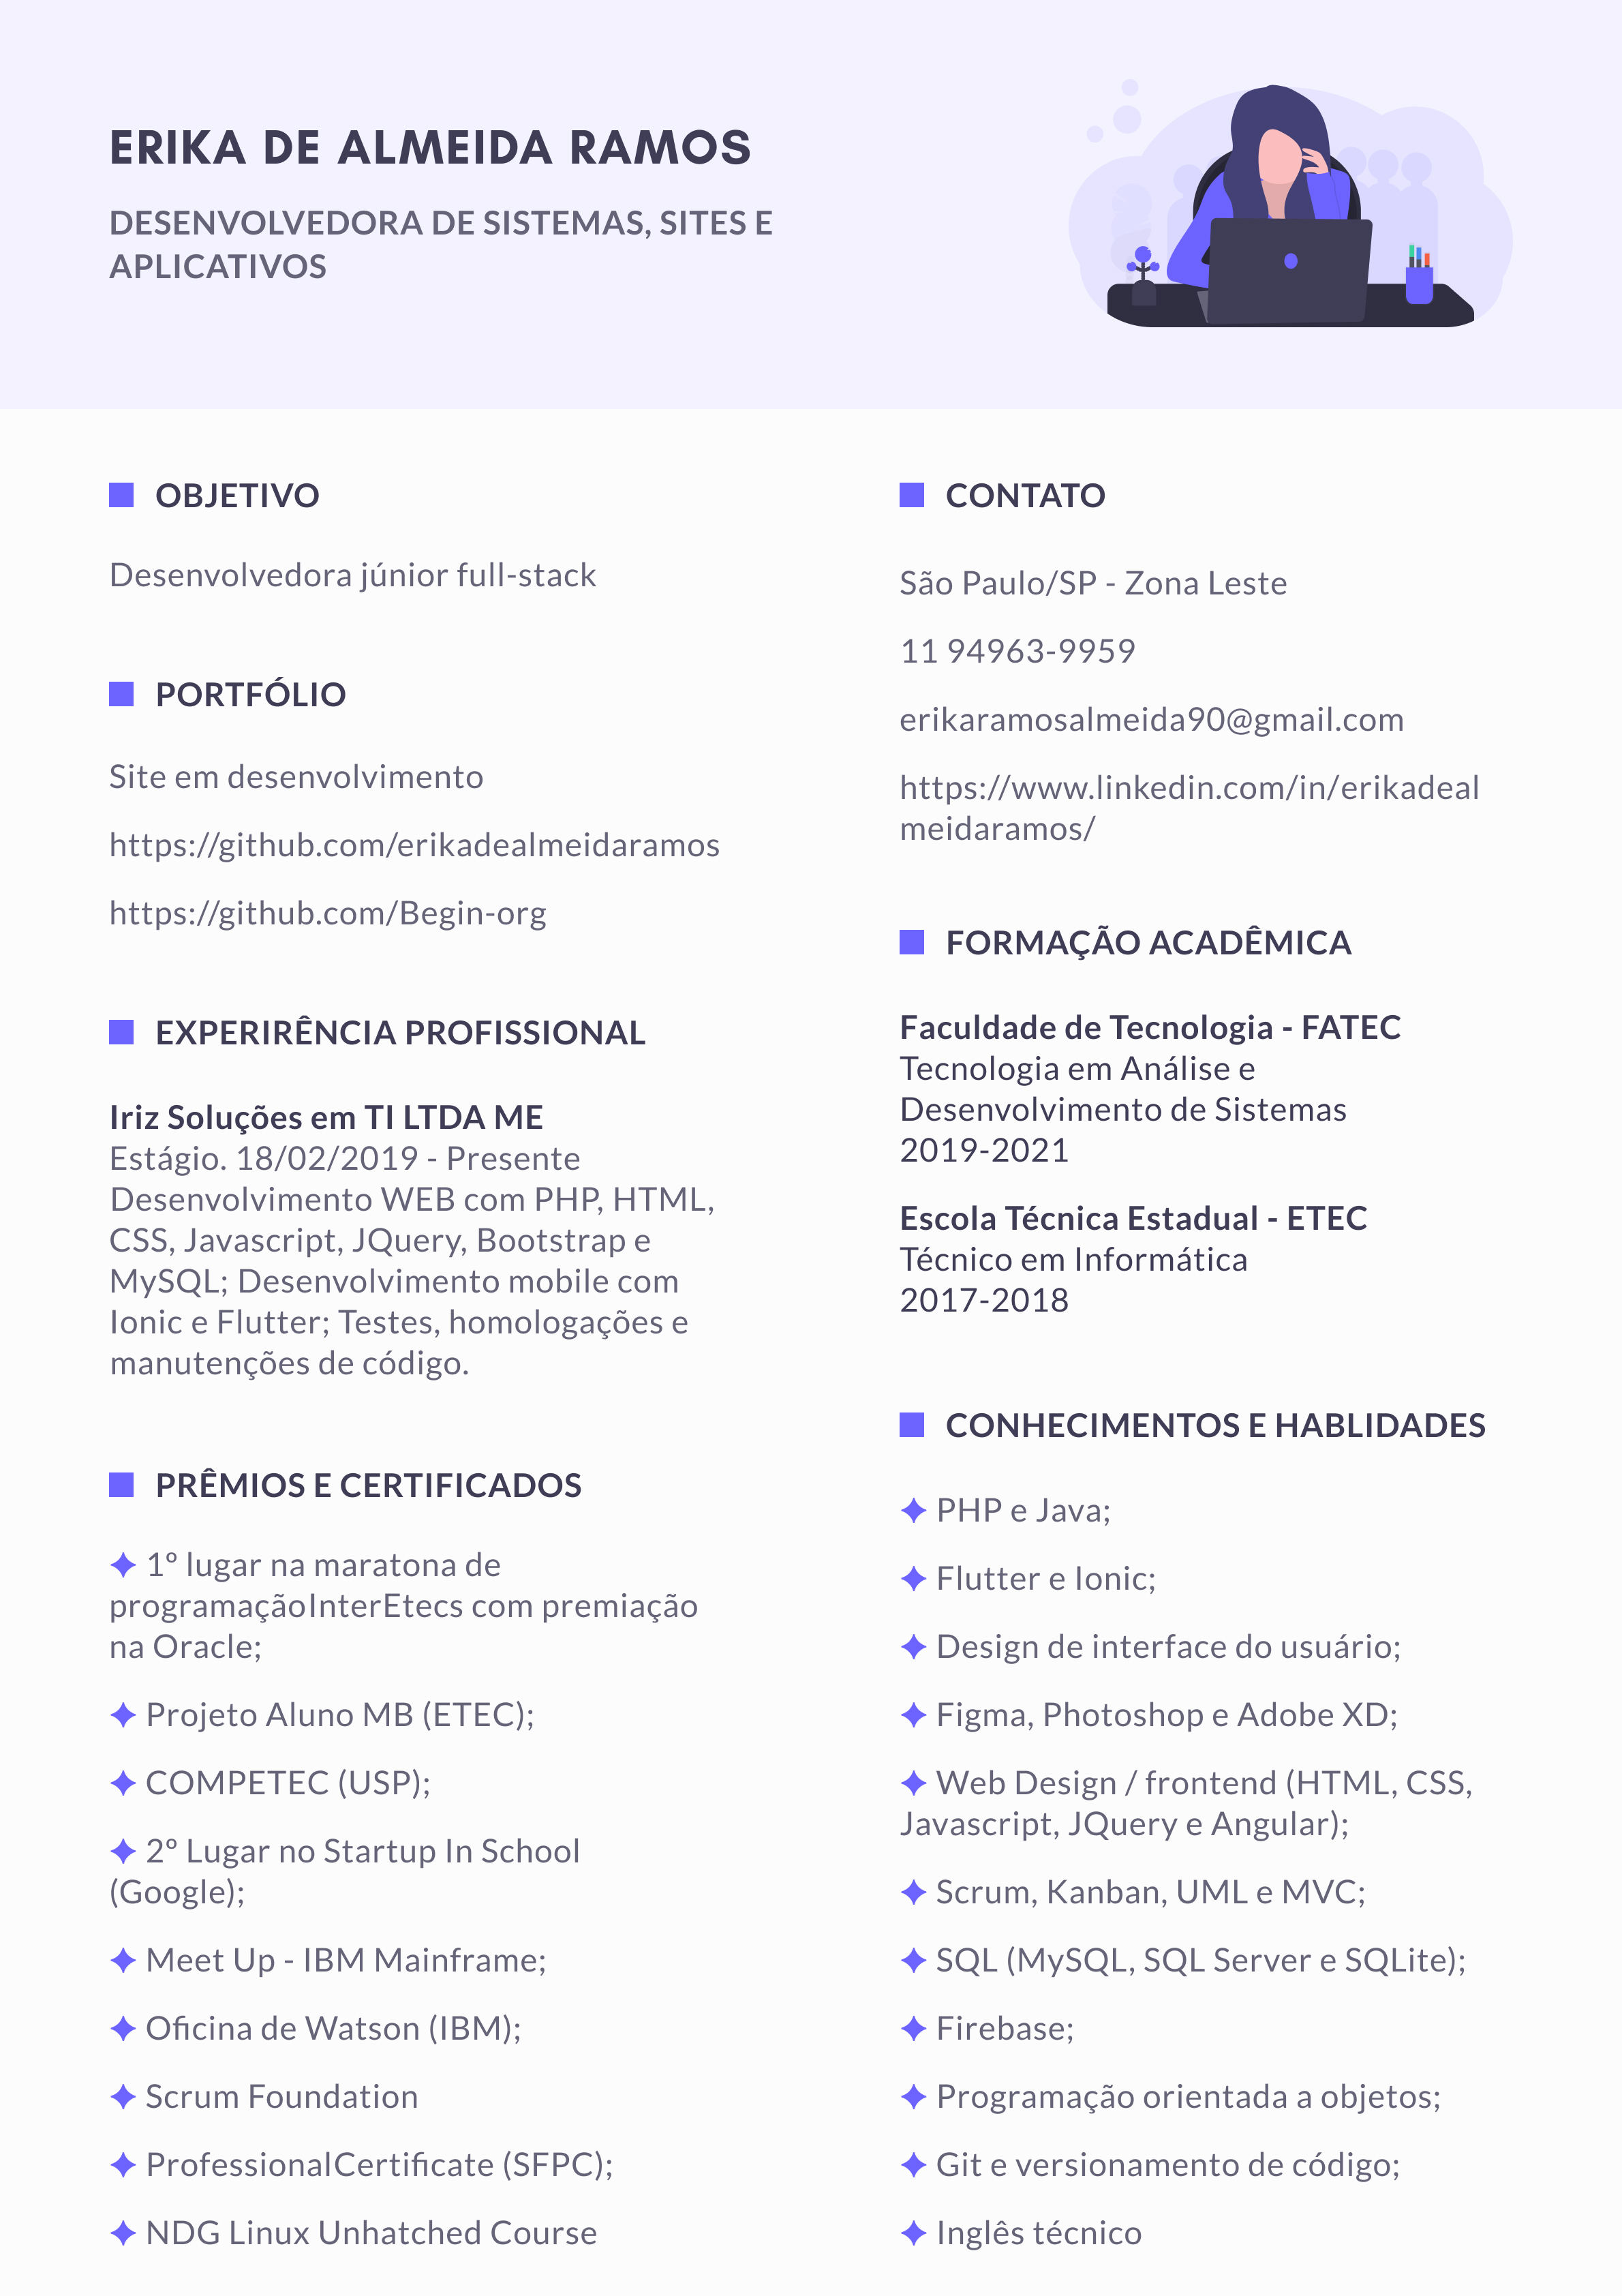 ERIKA DE ALMEIDA RAMOS
DESENVOLVEDORA DE SISTEMAS, SITES E
APLICATIVOS
OBJETIVO
Desenvolvedora júnior full-stack
PORTFÓLIO
Site em desenvolvimento
https://github.com/erikadealmeidaramos
https://github.com/Begin-org
EXPERIRÊNCIA PROFISSIONAL
Iriz Soluções em TI LTDA ME
Estágio. 18/02/2019 - Presente
Desenvolvimento WEB com PHP, HTML,
CSS, Javascript, JQuery, Bootstrap e
MySQL; Desenvolvimento mobile com
Ionic e Flutter; Testes, homologações e
manutenções de código.
PRÊMIOS E CERTIFICADOS
✦ 1º lugar na maratona de
programaçãoInterEtecs com premiação
na Oracle;
✦ Projeto Aluno MB (ETEC);
✦ COMPETEC (USP);
✦ 2º Lugar no Startup In School
(Google);
✦ Meet Up - IBM Mainframe;
✦ Oficina de Watson (IBM);
✦ Scrum Foundation
✦ ProfessionalCertificate (SFPC);
✦ NDG Linux Unhatched Course
CONTATO
São Paulo/SP - Zona Leste
11 94963-9959
erikaramosalmeida90@gmail.com
https://www.linkedin.com/in/erikadeal
meidaramos/
FORMAÇÃO ACADÊMICA
Faculdade de Tecnologia - FATEC
Tecnologia em Análise e
Desenvolvimento de Sistemas
2019-2021
Escola Técnica Estadual - ETEC
Técnico em Informática
2017-2018
CONHECIMENTOS E HABLIDADES
✦ PHP e Java;
✦ Flutter e Ionic;
✦ Design de interface do usuário;
✦ Figma, Photoshop e Adobe XD;
✦ Web Design / frontend (HTML, CSS,
Javascript, JQuery e Angular);
✦ Scrum, Kanban, UML e MVC;
✦ SQL (MySQL, SQL Server e SQLite);
✦ Firebase;
✦ Programação orientada a objetos;
✦ Git e versionamento de código;
✦ Inglês técnico